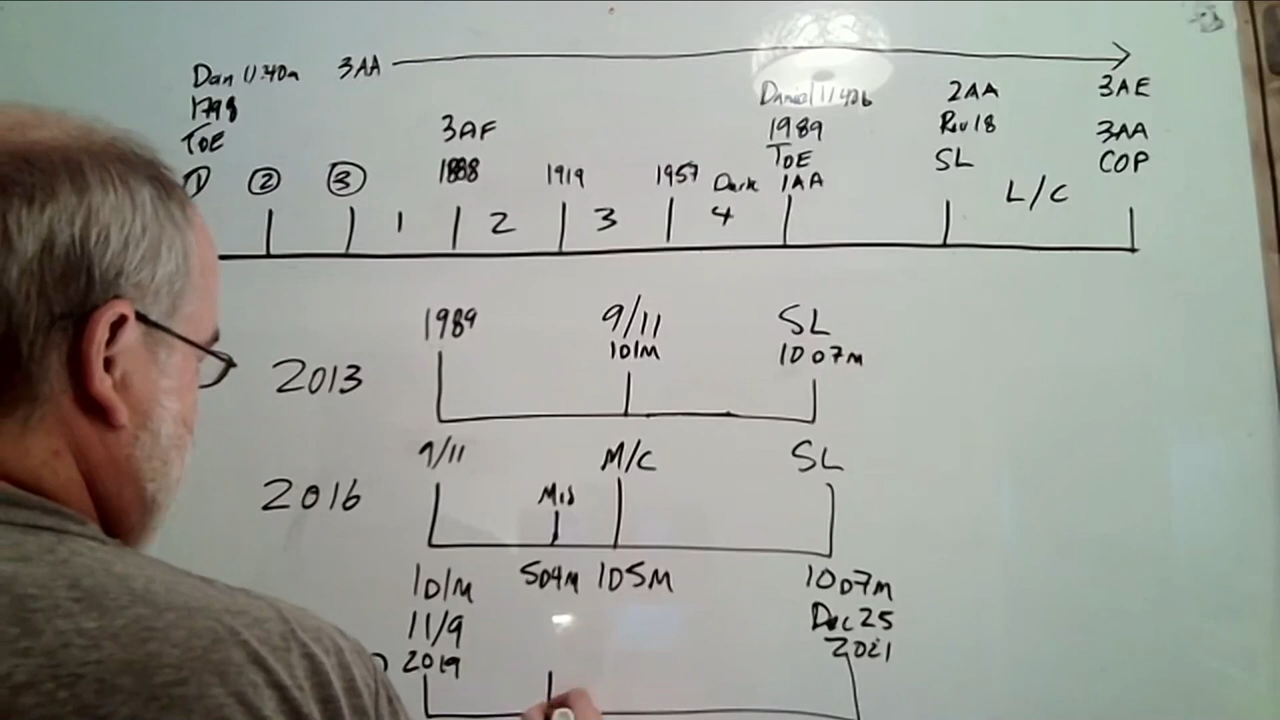 Dan 11:40a 3AA
1798
TOE
1 2 3
3AF
1888
1919
1957
Dark
Daniel 11/40b
1989
TOE
1AA
2AA
Rev 18
SL
L/C
3AE
3AA
COP
1 2 3 4
2013
1989
9/11
101M
SL
1007M
2016
9/11
Mid
M/C
SL
101M 504M 105M 1007M
11/9 Dec 25
2019 2021